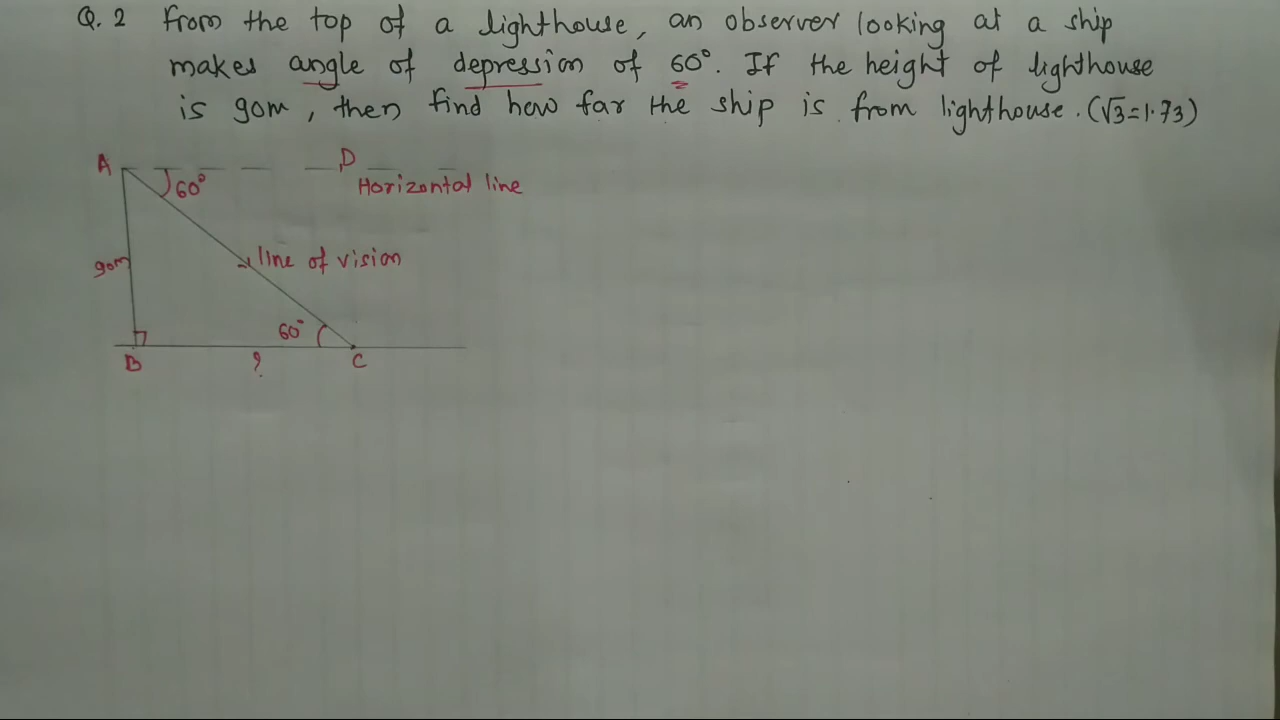 Q. 2 From the top of a lighthouse, an observer looking at a ship
makes angle of depression of 60°. If the height of lighthouse
is 90m, then find how far the ship is from lighthouse. (√3=1.73)
A D
60° Horizontal line
90m line of vision
60°
B ? C